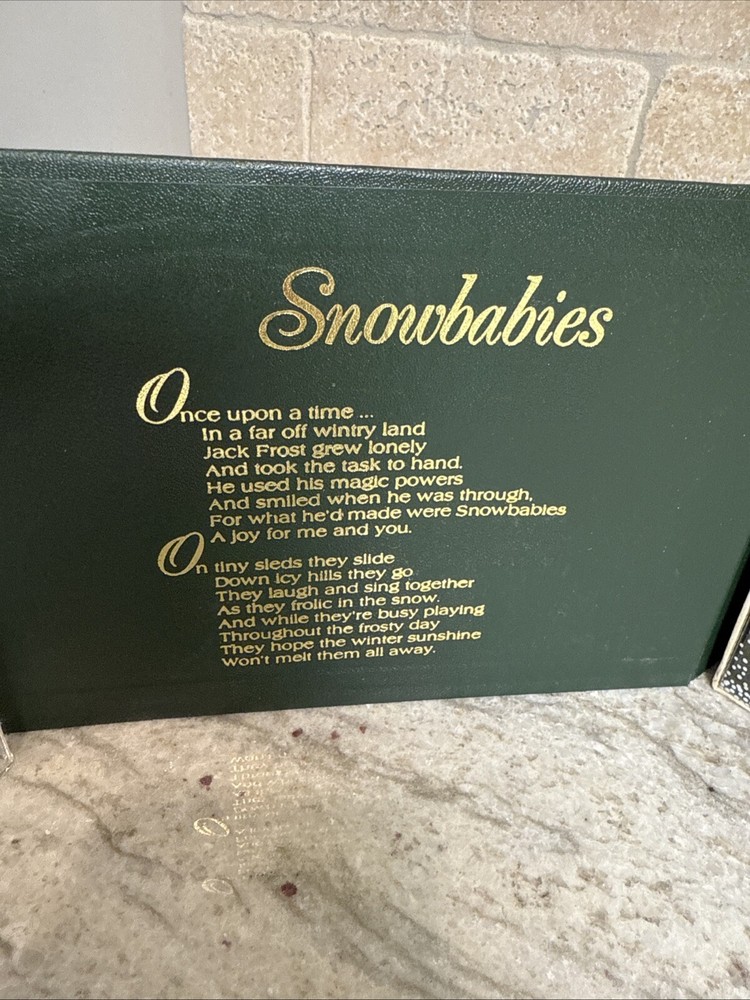 Snowbabies
Once upon a time ...
In a far off wintry land
Jack Frost grew lonely
And took the task to hand.
He used his magic powers
And smiled when he was through,
For what he'd made were Snowbabies
A joy for me and you.
On tiny sleds they slide
Down icy hills they go
They laugh and sing together
As they frolic in the snow.
And while they're busy playing
Throughout the frosty day
They hope the winter sunshine
Won't melt them all away.